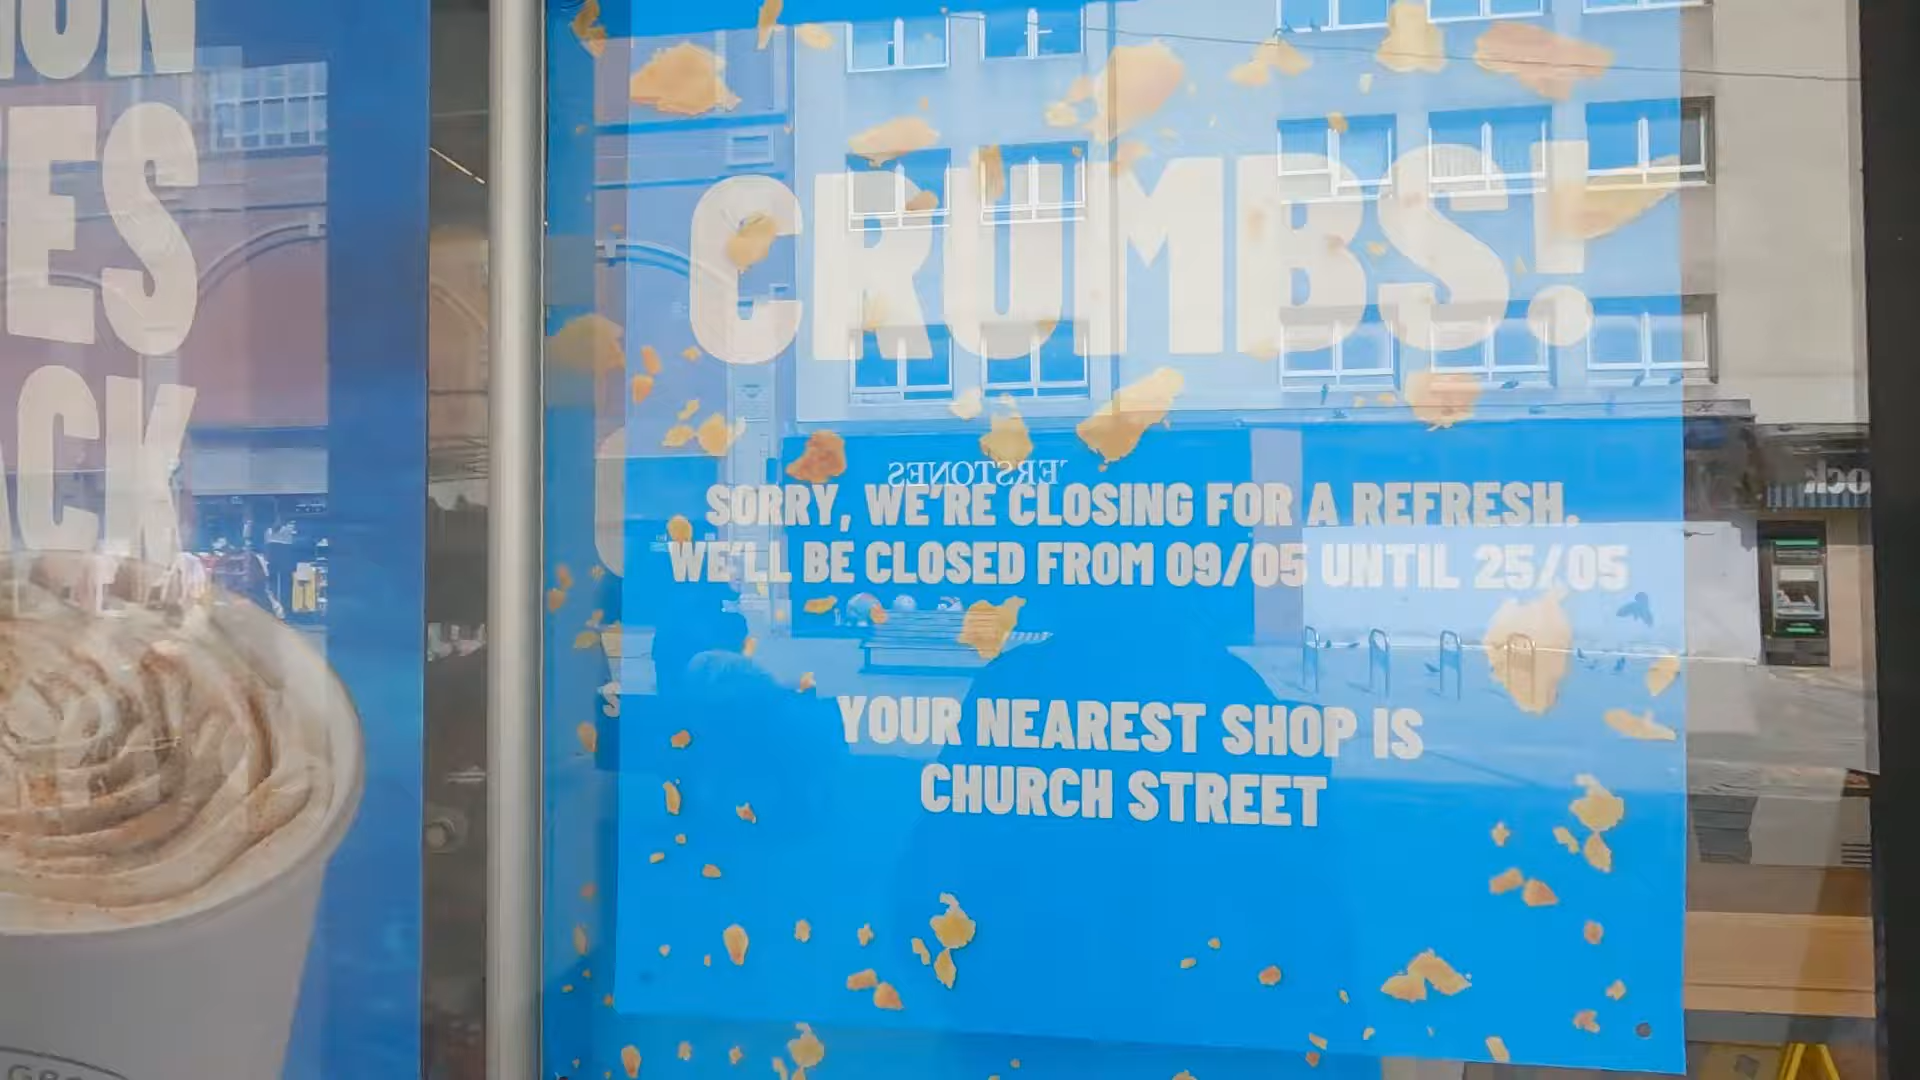 CRUMBS!
SORRY, WE'RE CLOSING FOR A REFRESH.
WE'LL BE CLOSED FROM 09/05 UNTIL 25/05
YOUR NEAREST SHOP IS
CHURCH STREET
ERSTONES